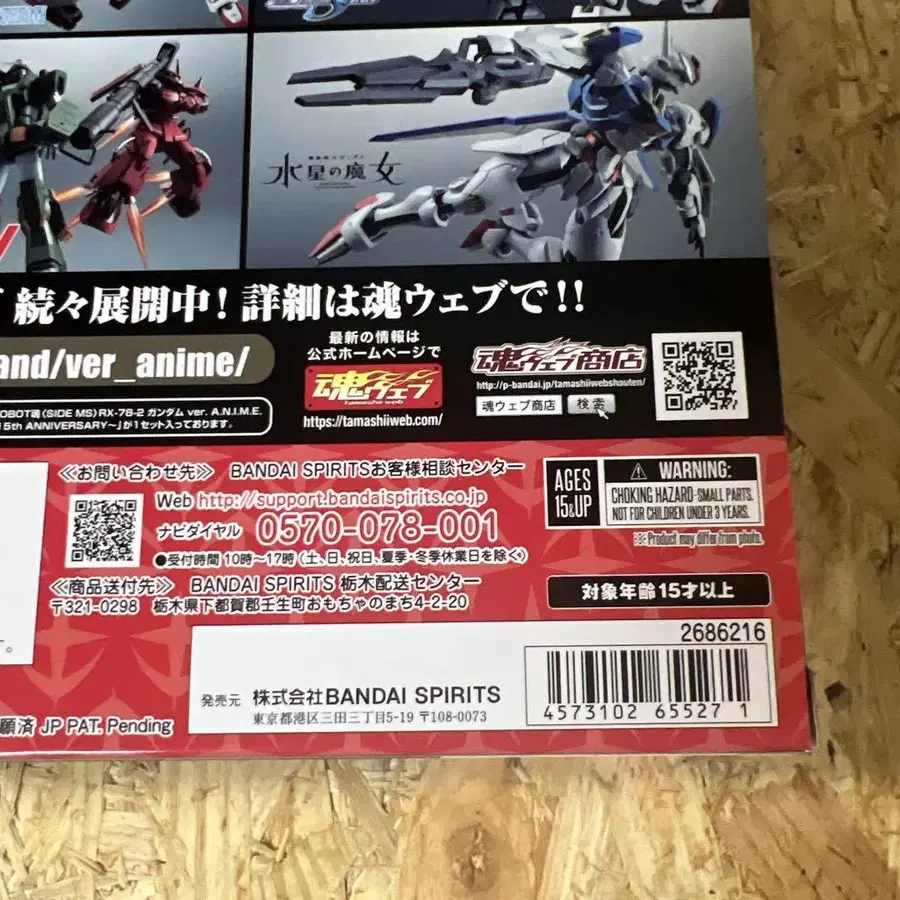 水星の魔女
続々展開中! 詳細は魂ウェブで!!
and/ver_anime/
OBOT魂〈SIDE MS〉RX-78-2 ガンダム ver. A.N.I.M.E.
15th ANNIVERSARY~」が1セット入っております。
最新の情報は
公式ホームページで
魂ウェブ
tamashii web
https://tamashiiweb.com/
魂ウェブ商店
http://p-bandai.jp/tamashiiwebshouten/
魂ウェブ商店 検索
≪お問い合わせ先≫ BANDAI SPIRITSお客様相談センター
Web http://support.bandaispirits.co.jp
ナビダイヤル 0570-078-001
●受付時間 10時~17時(土、日、祝日、夏季・冬季休業日を除く)
≪商品送付先≫ BANDAI SPIRITS 栃木配送センター
〒321-0298 栃木県下都賀郡壬生町おもちゃのまち4-2-20
AGES
15&UP
WARNING:
CHOKING HAZARD-SMALL PARTS.
NOT FOR CHILDREN UNDER 3 YEARS.
※Product may differ from photo.
対象年齢15才以上
す。
発売元 株式会社BANDAI SPIRITS
東京都港区三田三丁目5-19 〒108-0073
2686216
4573102 65527 1
願済 JP PAT. Pending